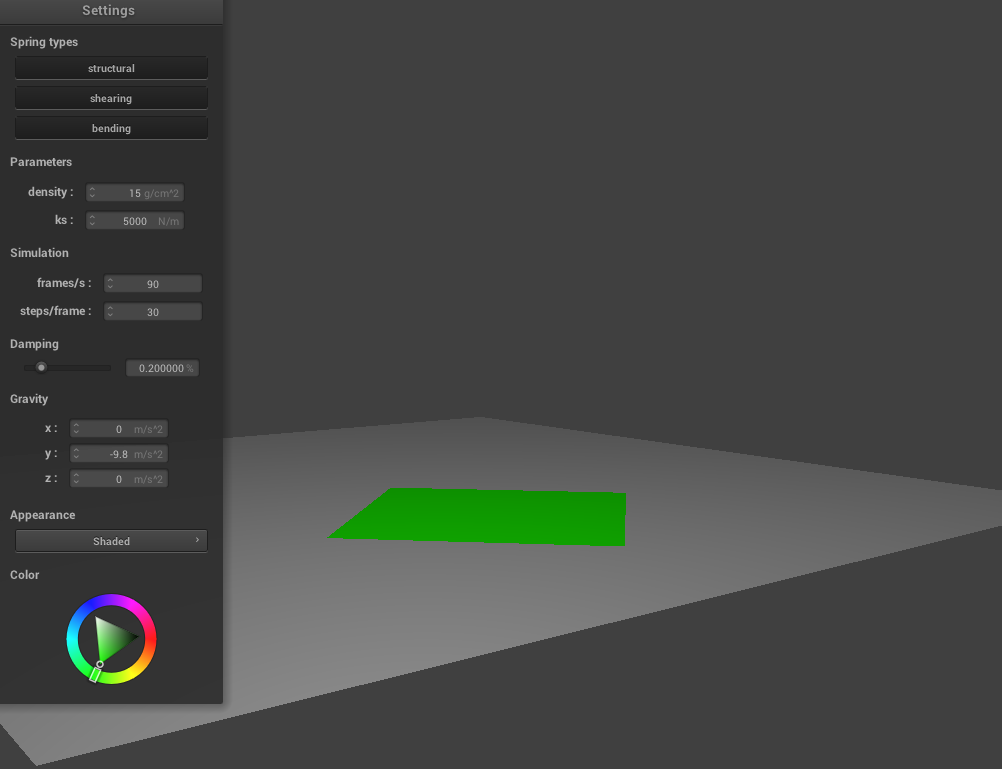 Settings
Spring types
structural
shearing
bending
Parameters
density : 15 g/cm^2
ks : 5000 N/m
Simulation
frames/s : 90
steps/frame : 30
Damping
0.200000 %
Gravity
x : 0 m/s^2
y : -9.8 m/s^2
z : 0 m/s^2
Appearance
Shaded ›
Color